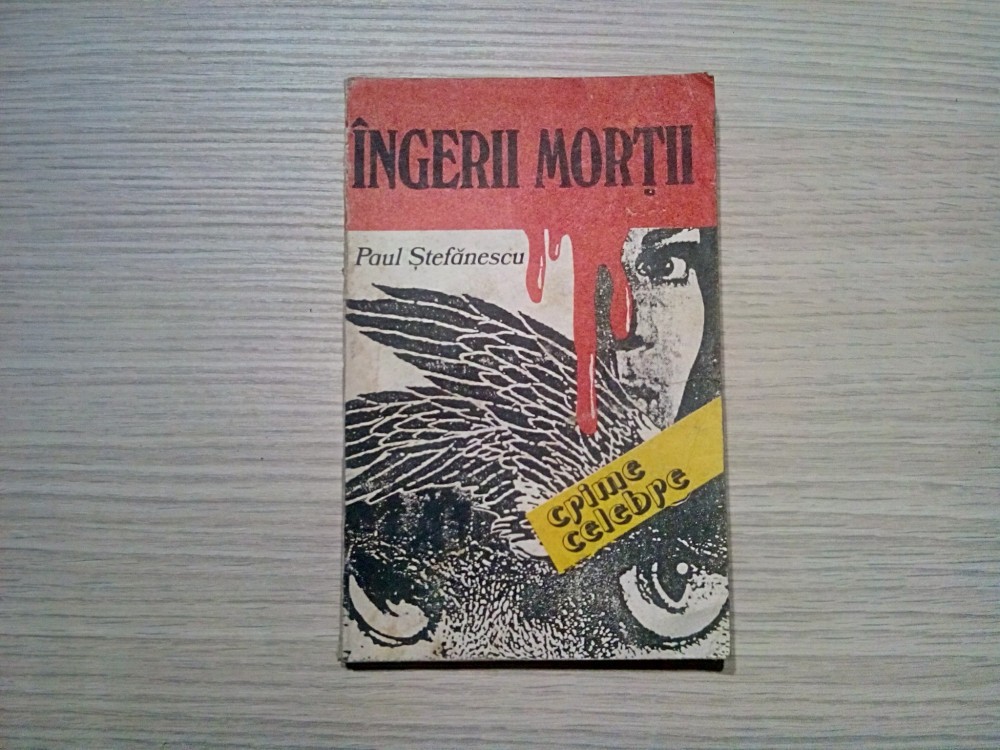 ÎNGERII MORȚII
Paul Ștefănescu
crime
celebre